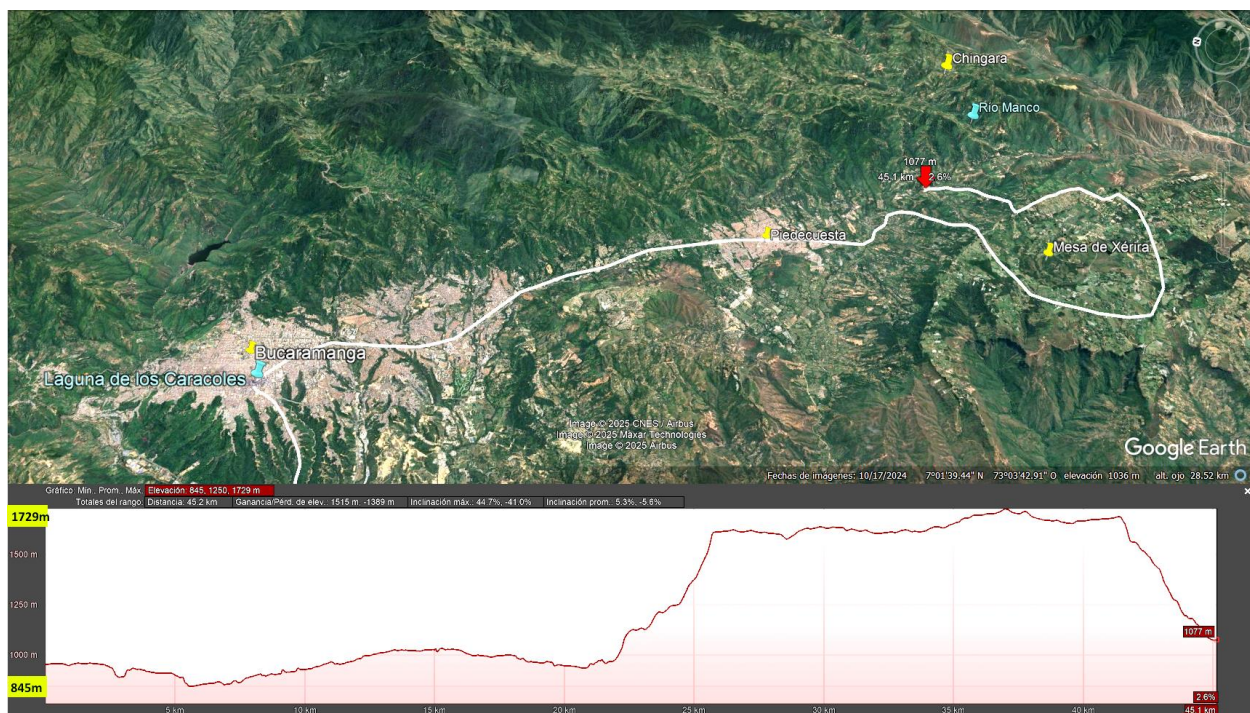 Chingara
Río Manco
N
1077 m
45.1 km 2.6%
Piedecuesta
Mesa de Xérira
Bucaramanga
Laguna de los Caracoles
Image © 2025 CNES / Airbus
Image © 2025 Maxar Technologies
Image © 2025 Airbus
Google Earth
Fechas de imágenes: 10/17/2024 7°01'39.44" N 73°03'42.91" O elevación 1036 m alt. ojo 28.52 km
Gráfico: Mín., Prom., Máx. Elevación: 845, 1250, 1729 m
Totales del rango: Distancia: 45.2 km Ganancia/Pérd. de elev.: 1515 m, -1389 m Inclinación máx.: 44.7%, -41.0% Inclinación prom.: 5.3%, -5.6%
1729m
1500 m
1250 m
1000 m
845m
1077 m
2.6%
5 km 10 km 15 km 20 km 25 km 30 km 35 km 40 km 45.1 km